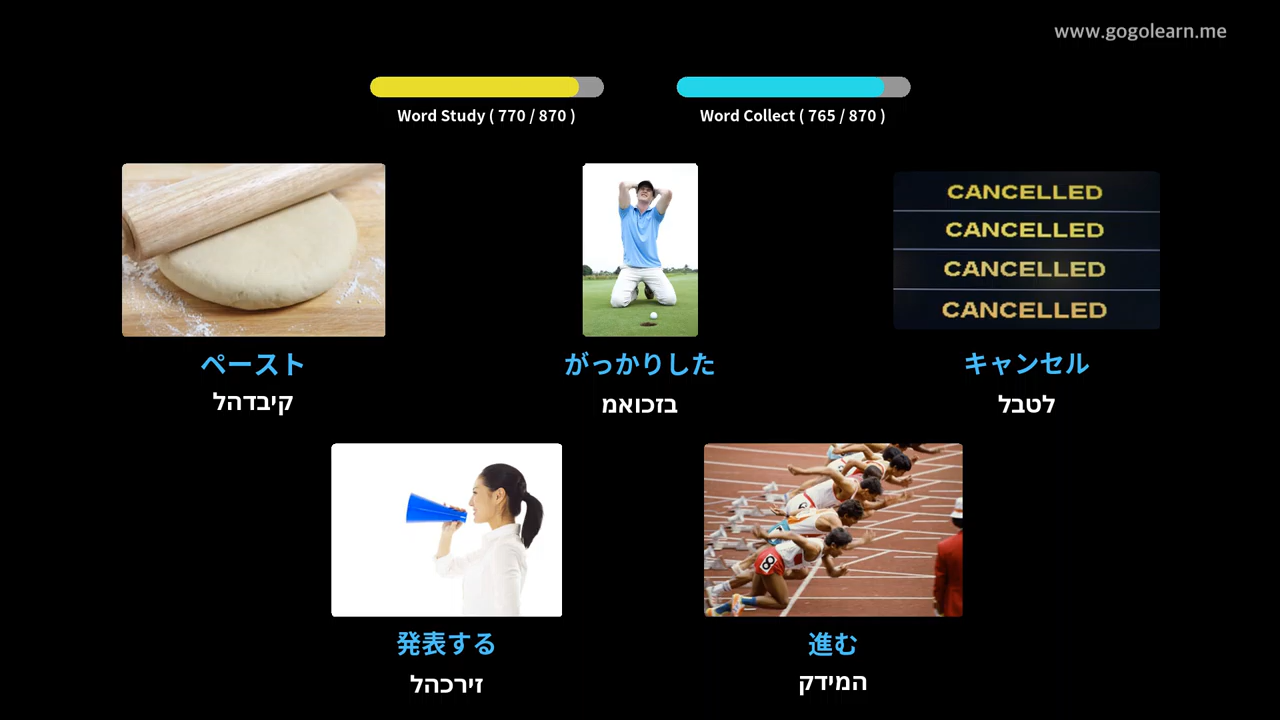 www.gogolearn.me
Word Study ( 770 / 870 )
Word Collect ( 765 / 870 )
CANCELLED
CANCELLED
CANCELLED
CANCELLED
ペースト
קיבדהל
がっかりした
בזכואמ
キャンセル
לטבל
8
発表する
זירכהל
進む
המידק